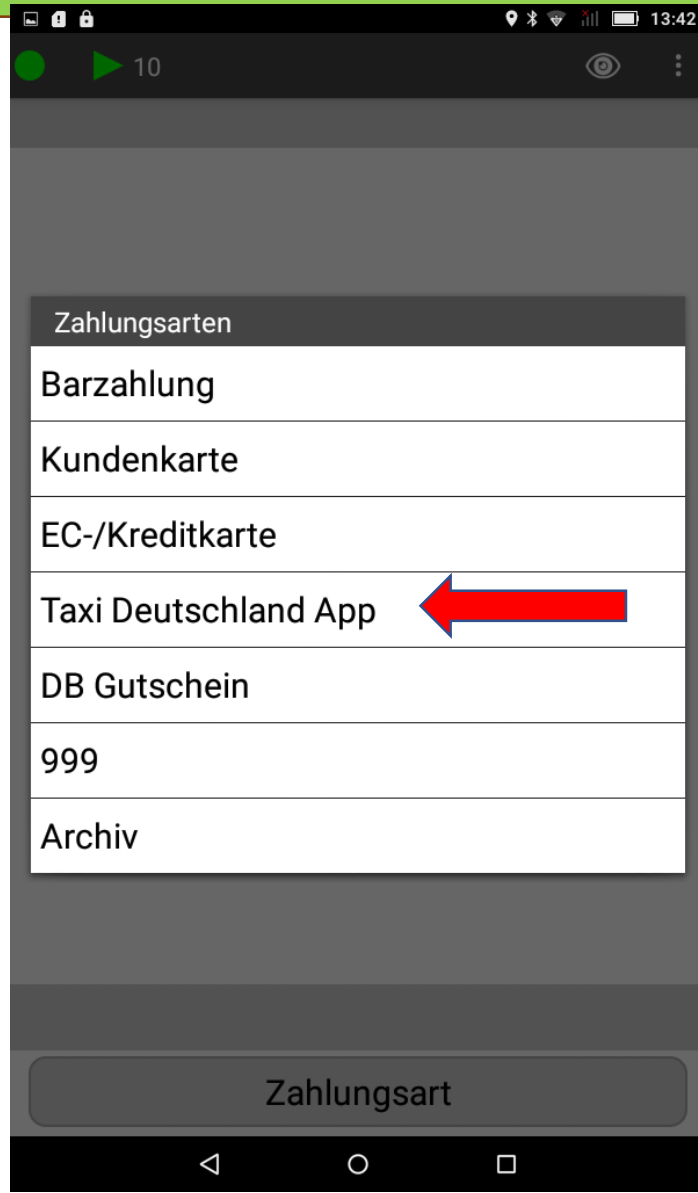 13:42
10
Zahlungsarten
Barzahlung
Kundenkarte
EC-/Kreditkarte
Taxi Deutschland App
DB Gutschein
999
Archiv
Zahlungsart